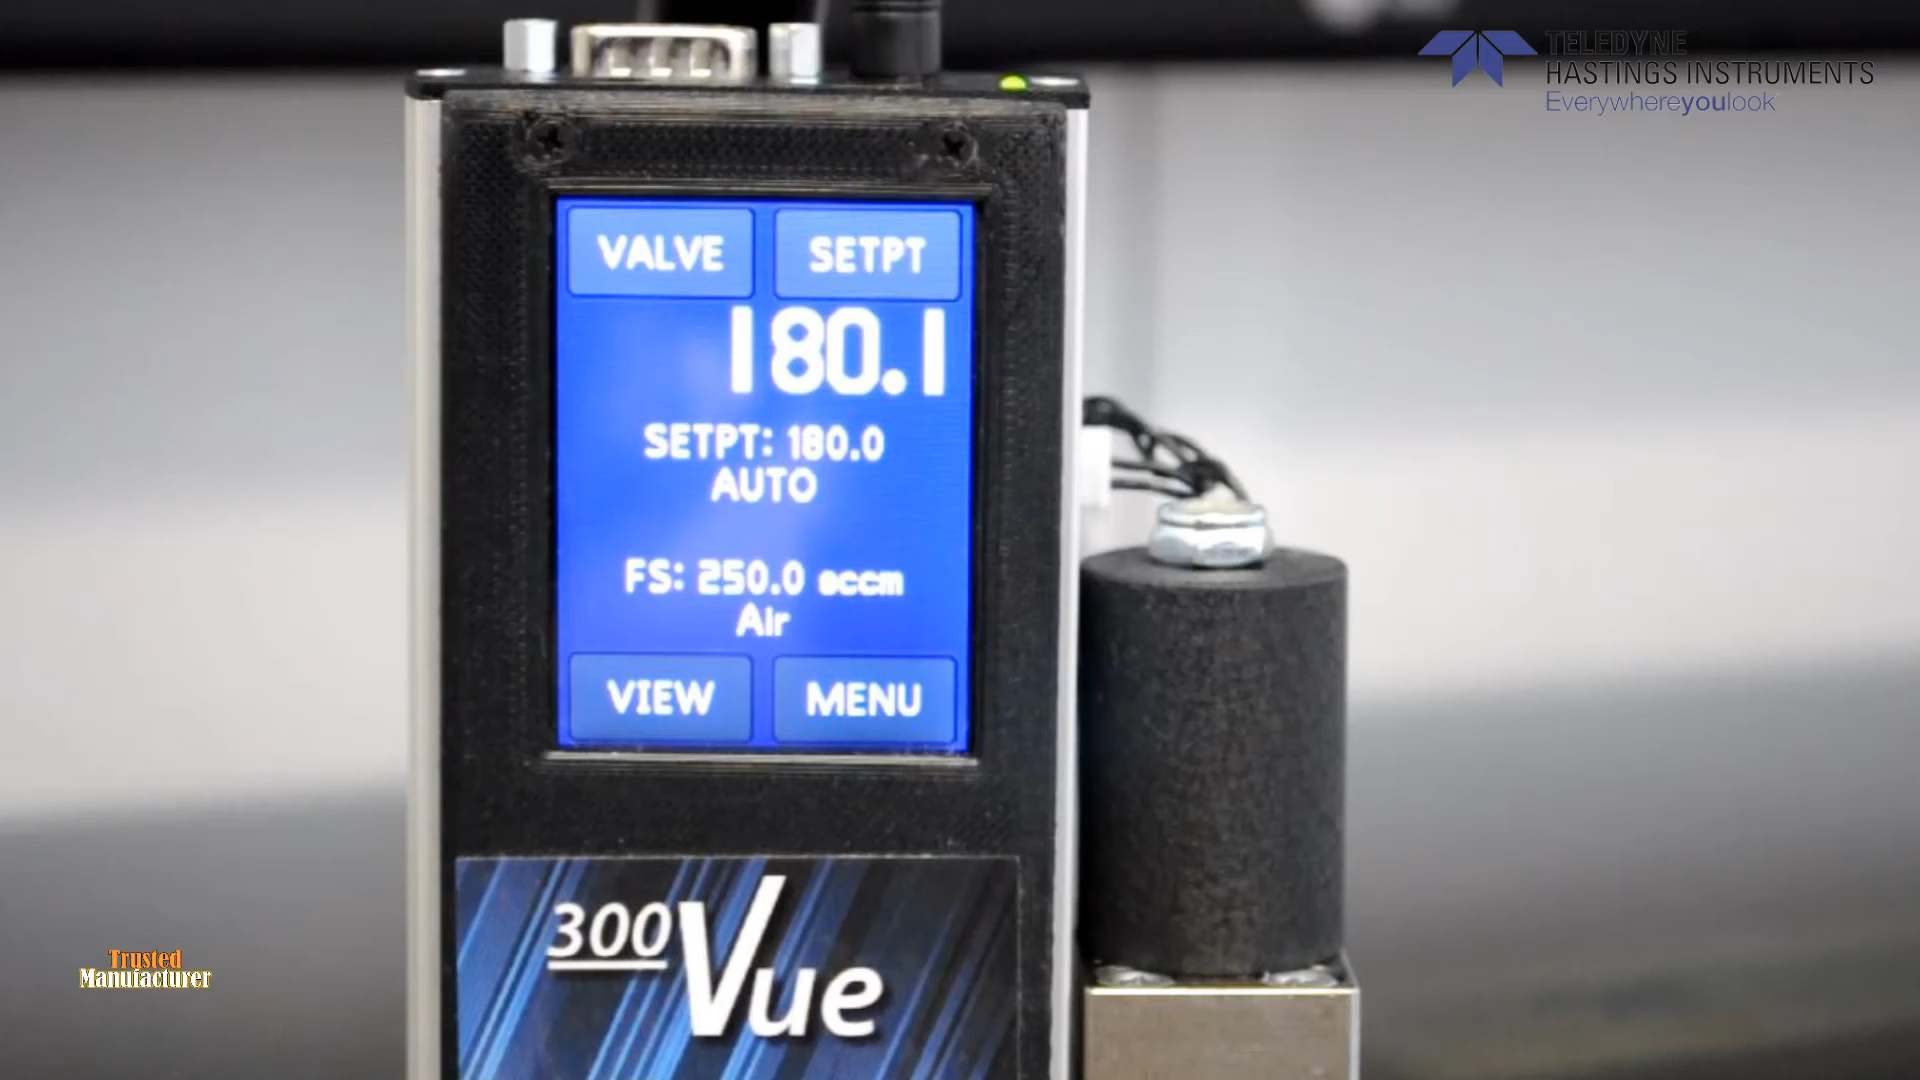 TELEDYNE
HASTINGS INSTRUMENTS
Everywhereyoulook
VALVE
SETPT
180.1
SETPT: 180.0
AUTO
FS: 250.0 sccm
Air
VIEW
MENU
300Vue
Trusted
Manufacturer